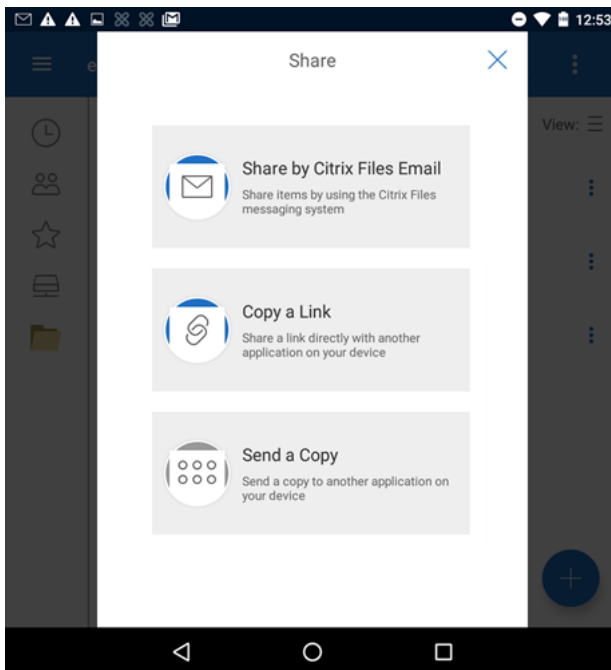 12:53
e
Share
View:
Share by Citrix Files Email
Share items by using the Citrix Files
messaging system
Copy a Link
Share a link directly with another
application on your device
Send a Copy
Send a copy to another application on
your device